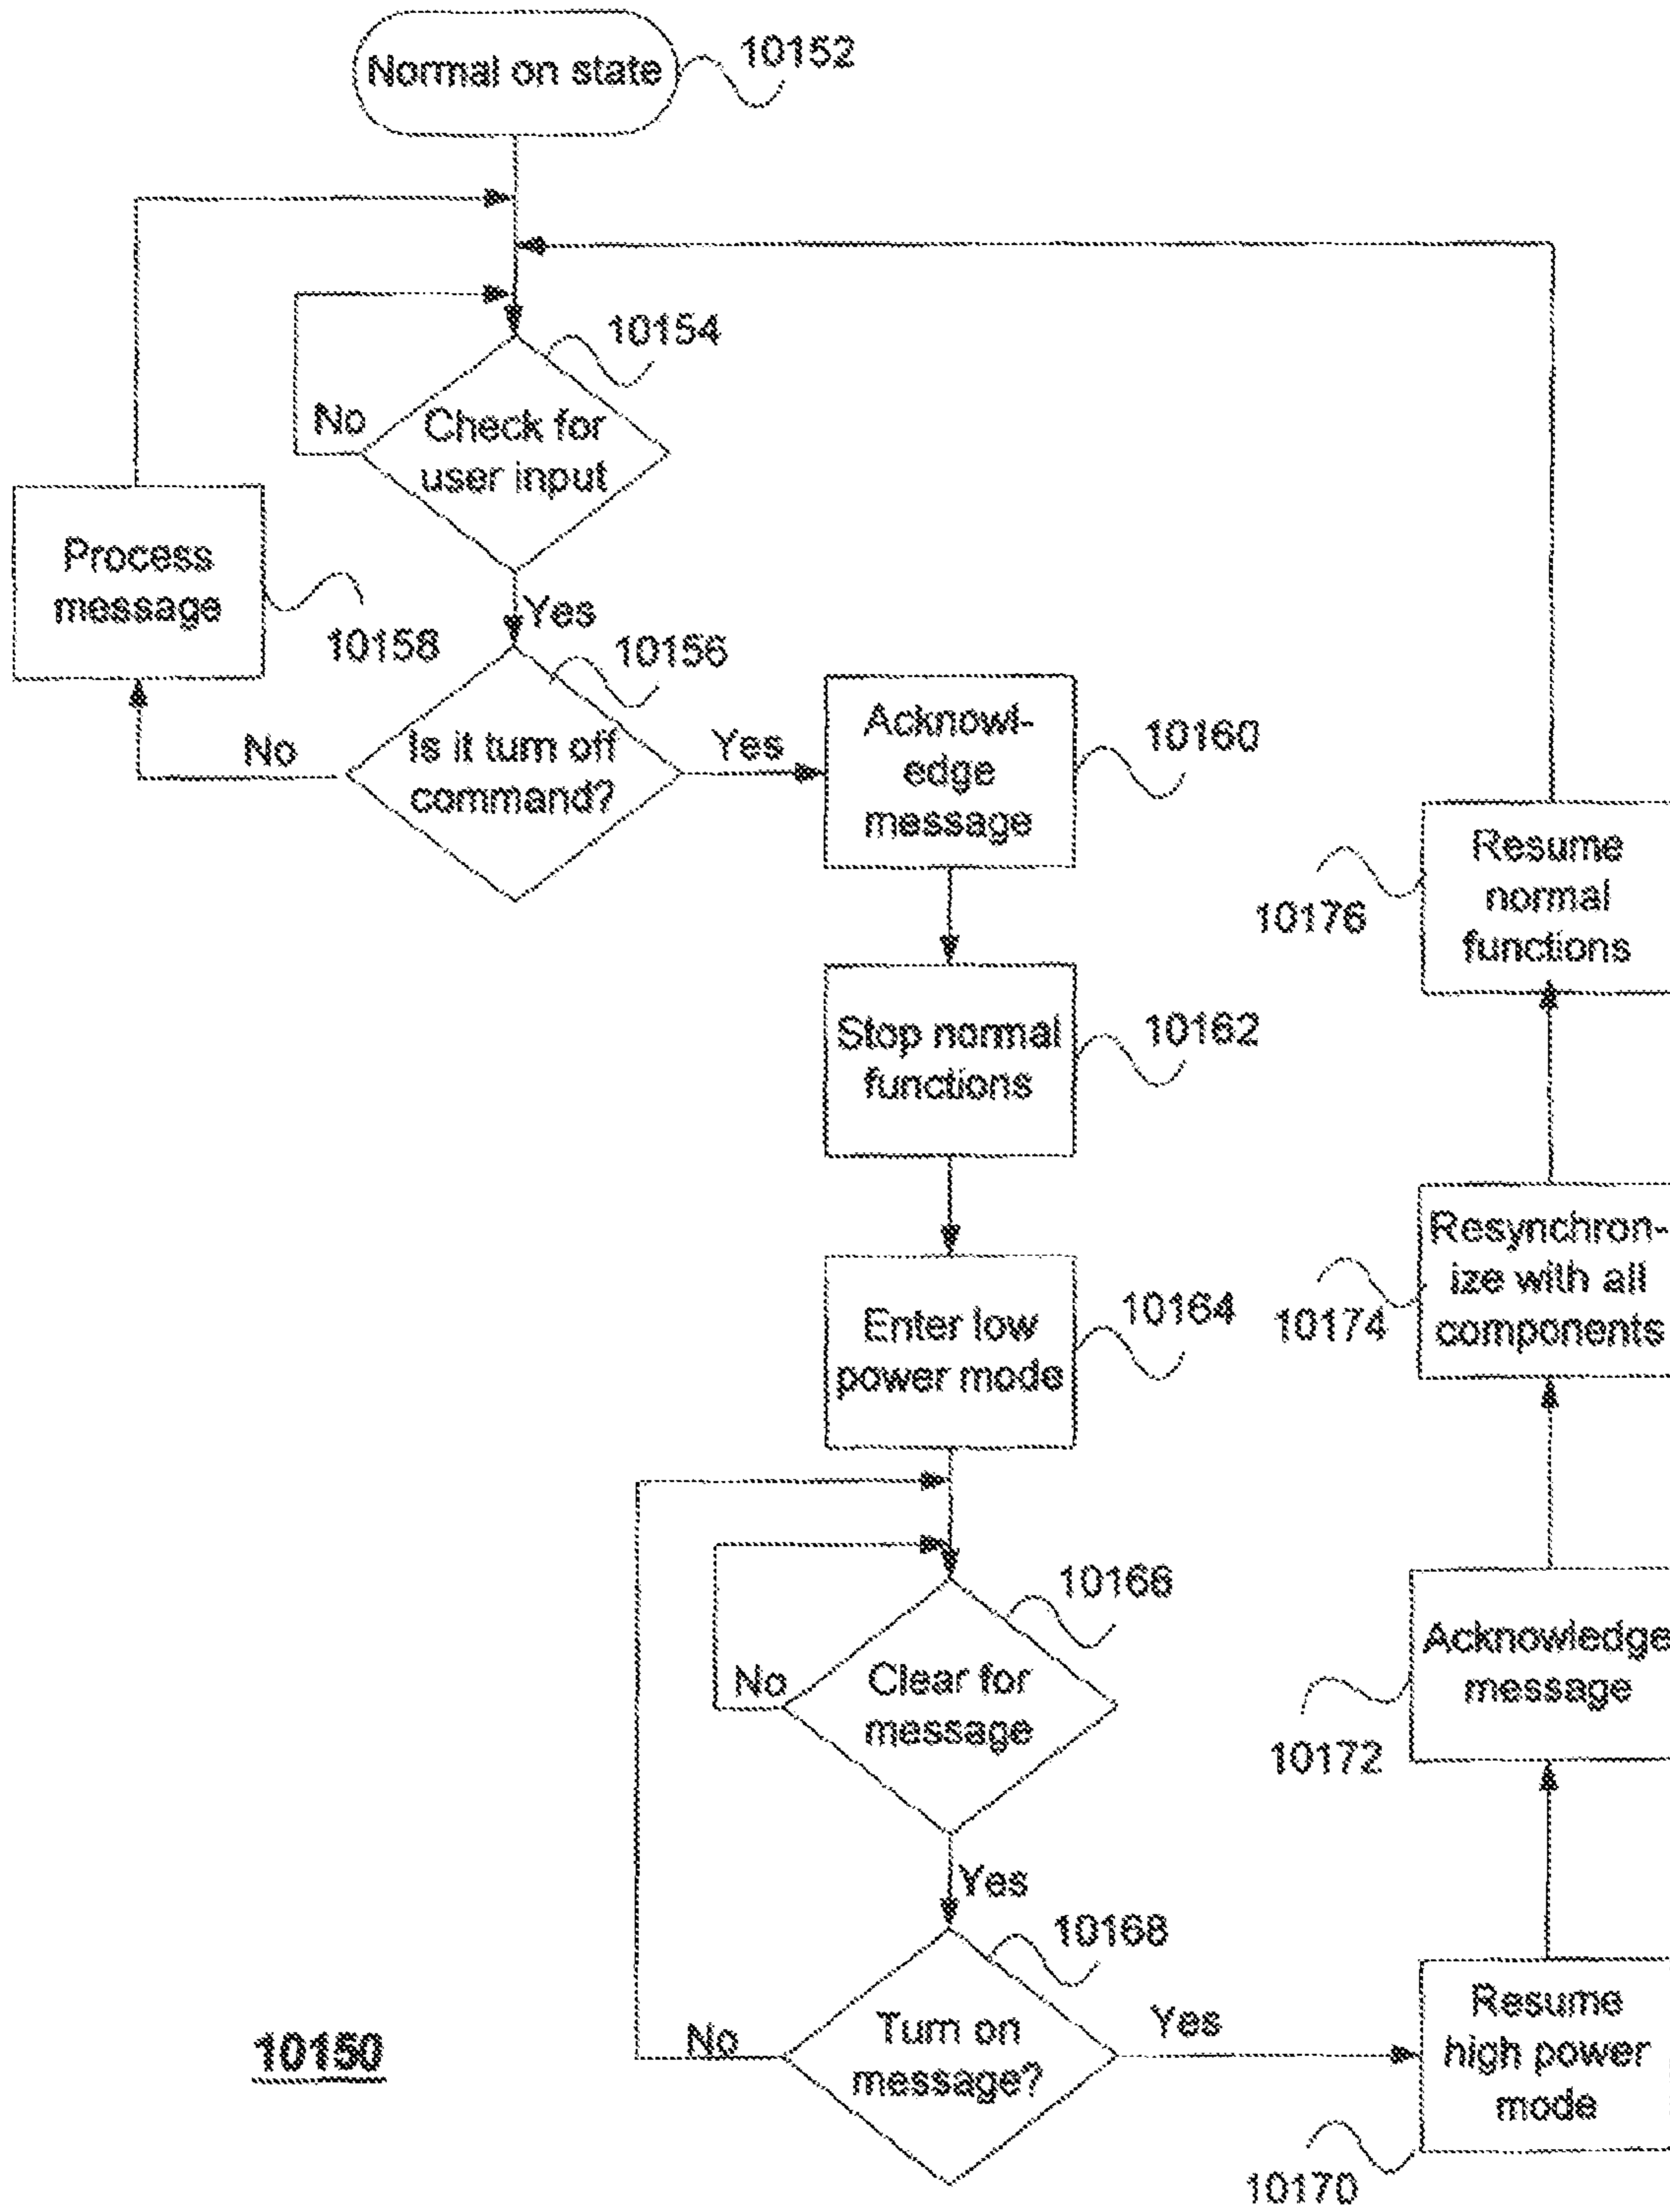 Normal on state
10152
10154
No
Check for
user input
Process
message
10158
Yes
10156
No
Is it turn off
command?
Yes
Acknowl-
edge
message
10160
Resume
normal
functions
10176
Stop normal
functions
10162
Resynchron-
ize with all
components
10174
Enter low
power mode
10164
10166
No
Clear for
message
Acknowledge
message
10172
Yes
10168
No
Turn on
message?
Yes
Resume
high power
mode
10170
10150